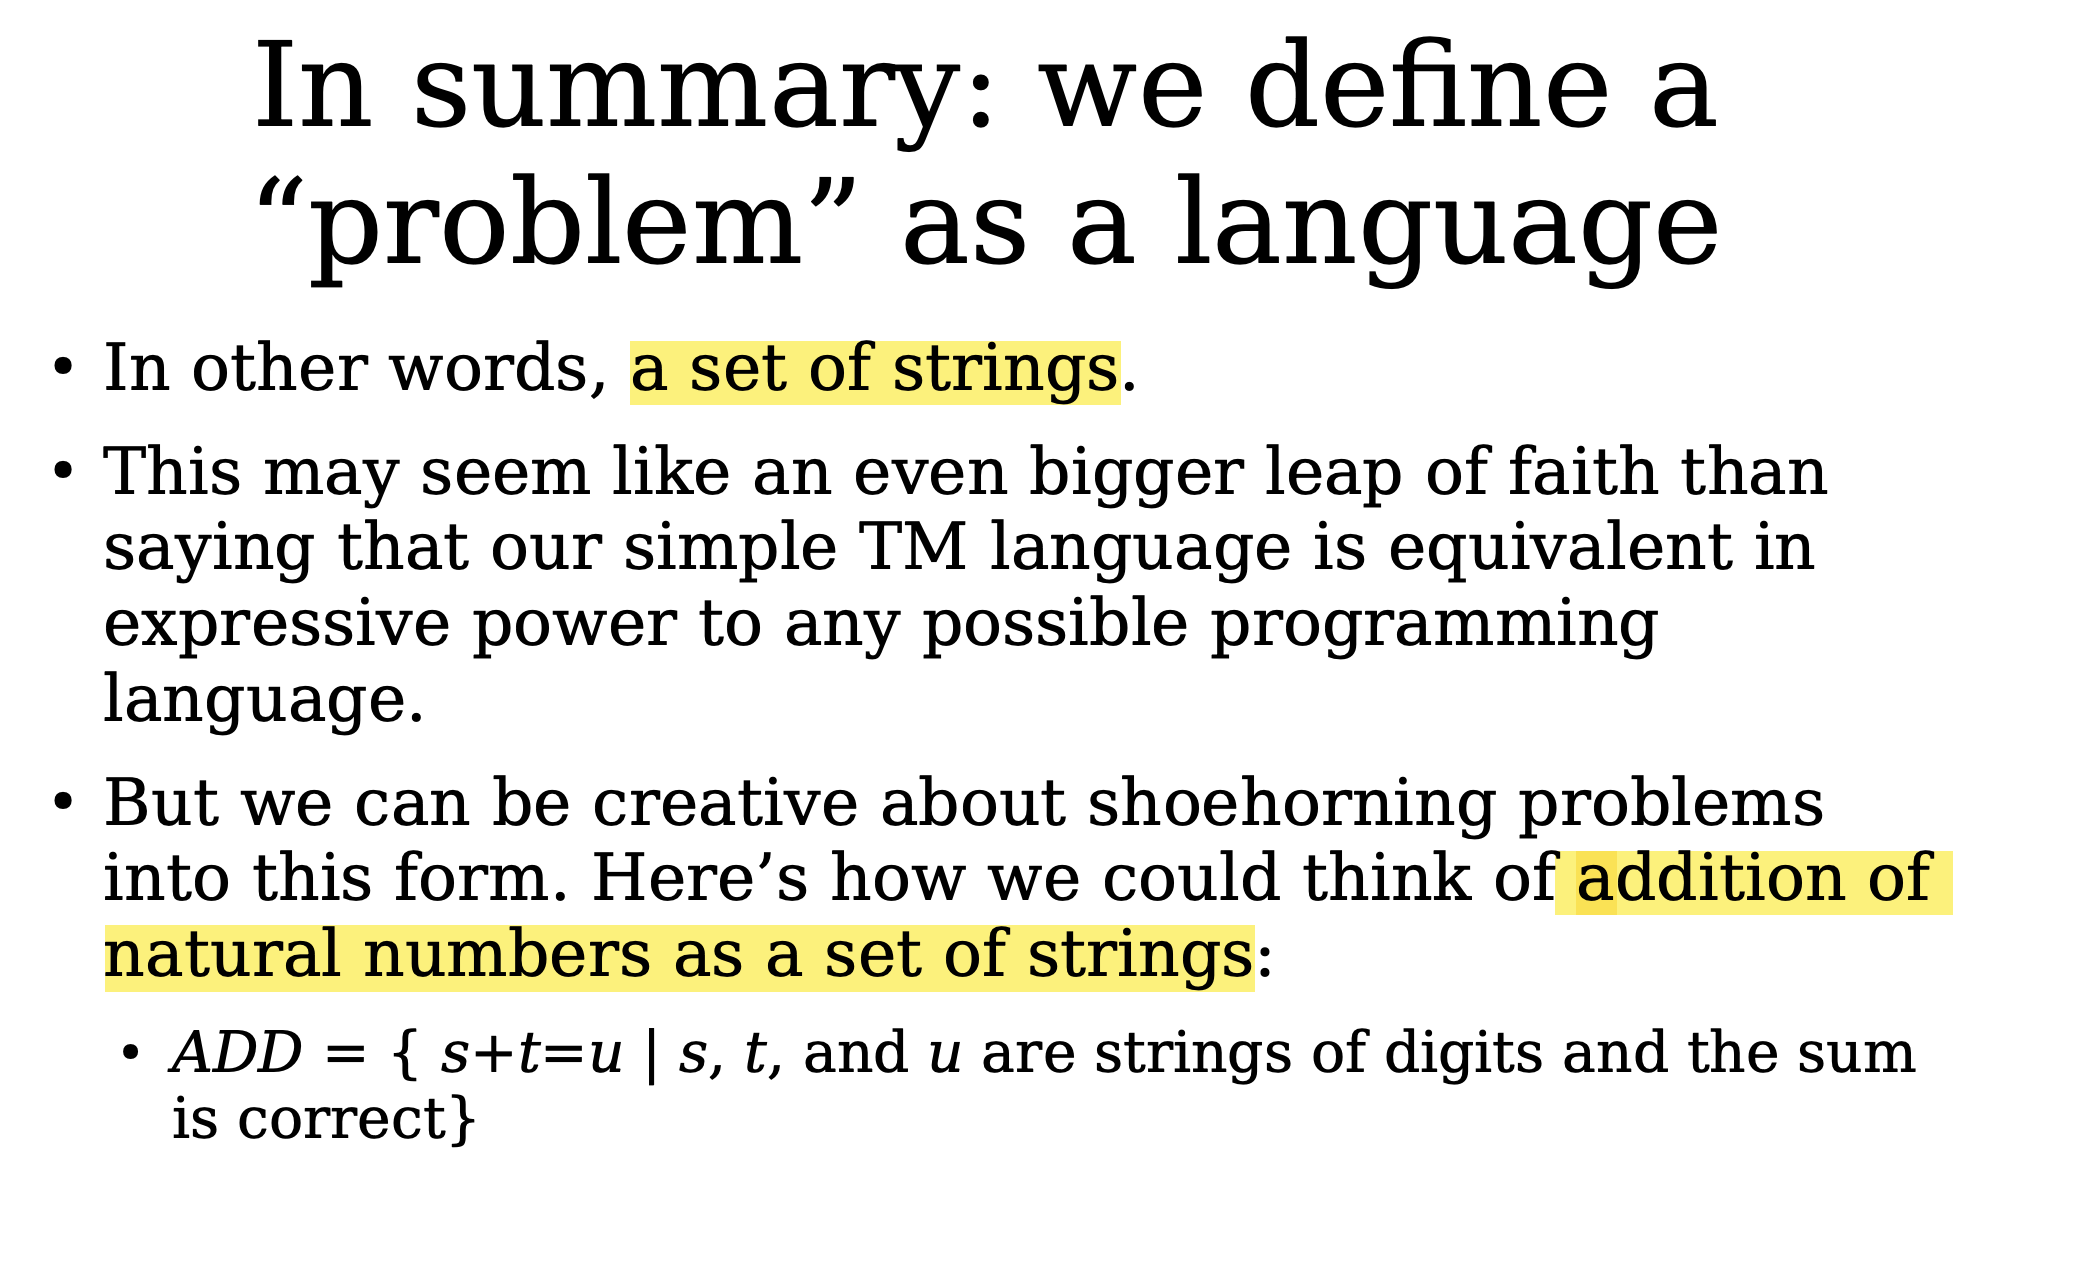 In summary: we define a
“problem” as a language
• In other words, a set of strings.
• This may seem like an even bigger leap of faith than
saying that our simple TM language is equivalent in
expressive power to any possible programming
language.
• But we can be creative about shoehorning problems
into this form. Here’s how we could think of addition of
natural numbers as a set of strings:
• ADD = { s+t=u | s, t, and u are strings of digits and the sum
is correct}